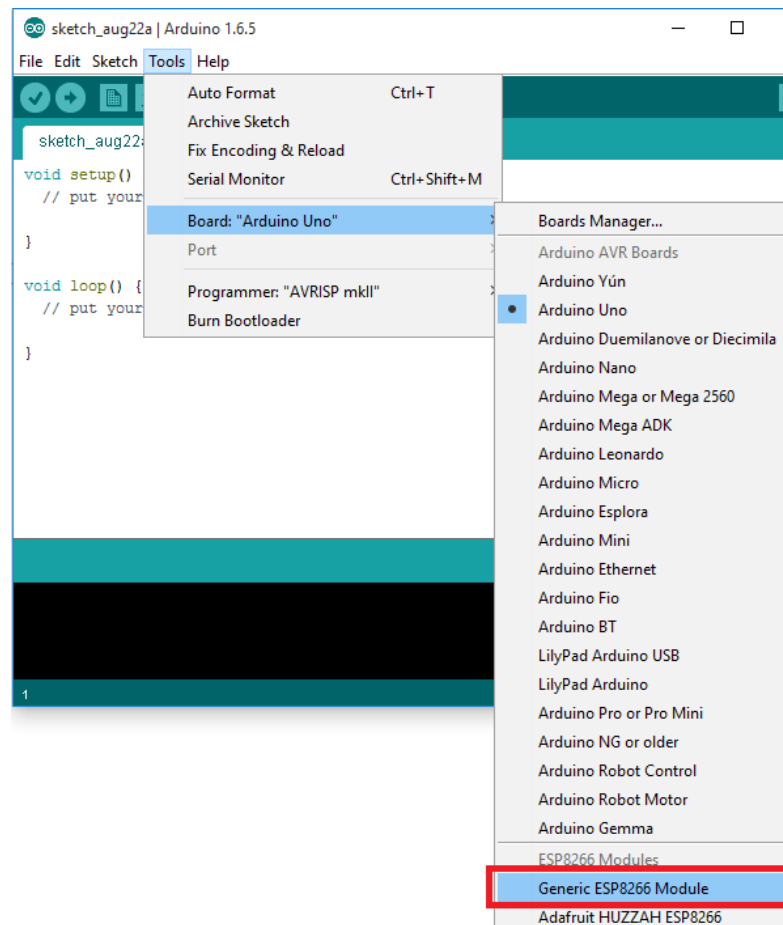 sketch_aug22a | Arduino 1.6.5
File Edit Sketch Tools Help
sketch_aug22a
void setup()
// put your
}
void loop() {
// put your
}
1
Auto Format Ctrl+T
Archive Sketch
Fix Encoding & Reload
Serial Monitor Ctrl+Shift+M
Board: "Arduino Uno"
Port
Programmer: "AVRISP mkII"
Burn Bootloader
Boards Manager...
Arduino AVR Boards
Arduino Yún
Arduino Uno
Arduino Duemilanove or Diecimila
Arduino Nano
Arduino Mega or Mega 2560
Arduino Mega ADK
Arduino Leonardo
Arduino Micro
Arduino Esplora
Arduino Mini
Arduino Ethernet
Arduino Fio
Arduino BT
LilyPad Arduino USB
LilyPad Arduino
Arduino Pro or Pro Mini
Arduino NG or older
Arduino Robot Control
Arduino Robot Motor
Arduino Gemma
ESP8266 Modules
Generic ESP8266 Module
Adafruit HUZZAH ESP8266